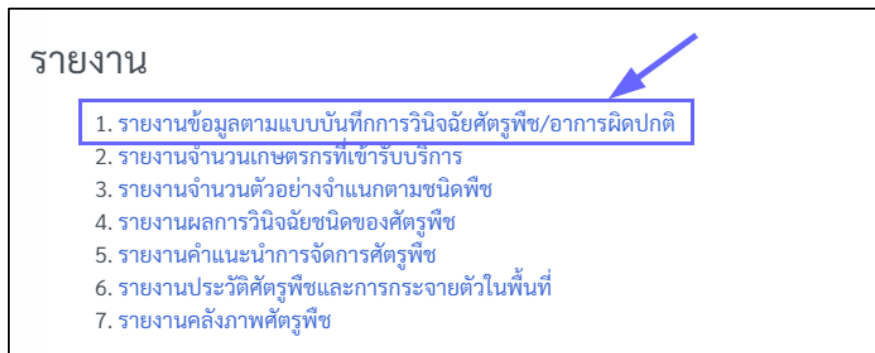 รายงาน
1. รายงานข้อมูลตามแบบบันทึกการวินิจฉัยศัตรูพืช/อาการผิดปกติ
2. รายงานจำนวนเกษตรกรที่เข้ารับบริการ
3. รายงานจำนวนตัวอย่างจำแนกตามชนิดพืช
4. รายงานผลการวินิจฉัยชนิดของศัตรูพืช
5. รายงานคำแนะนำการจัดการศัตรูพืช
6. รายงานประวัติศัตรูพืชและการกระจายตัวในพื้นที่
7. รายงานคลังภาพศัตรูพืช